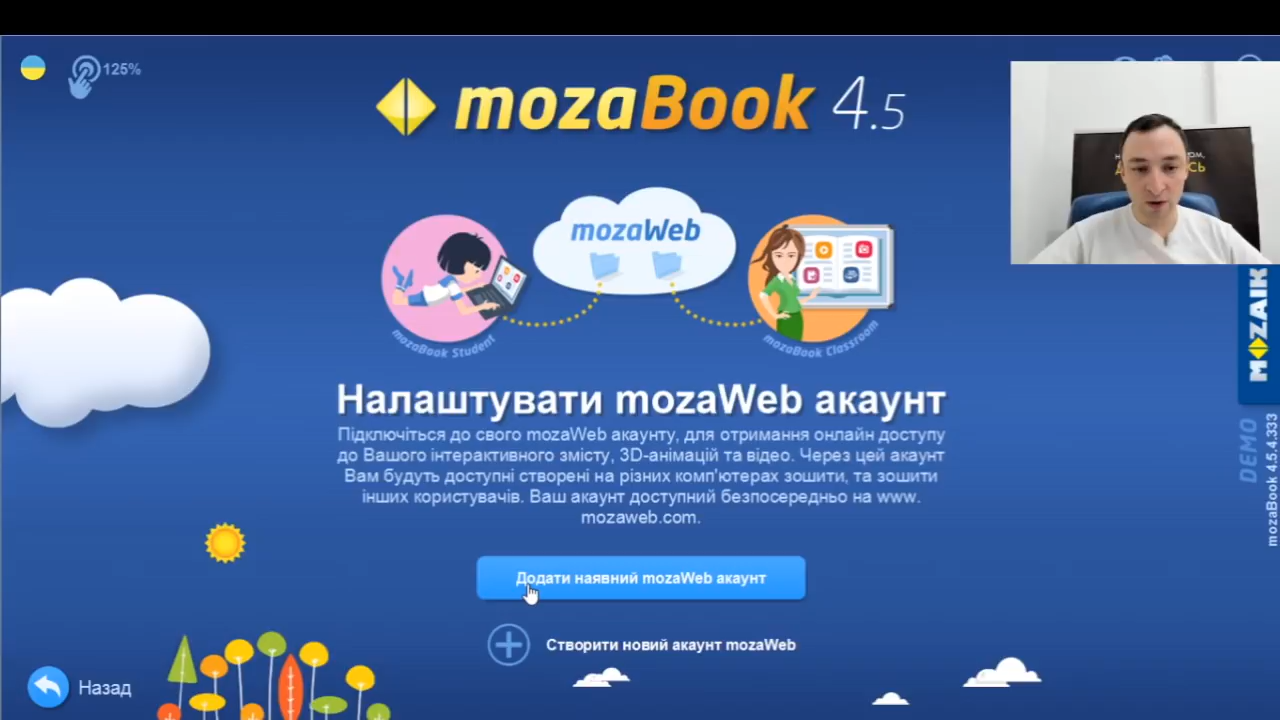 125%
mozaBook 4.5
mozaWeb
mozaBook Student
mozaBook Classroom
Налаштувати mozaWeb акаунт
Підключіться до свого mozaWeb акаунту, для отримання онлайн доступу
до Вашого інтерактивного змісту, 3D-анімацій та відео. Через цей акаунт
Вам будуть доступні створені на різних комп'ютерах зошити, та зошити
інших користувачів. Ваш акаунт доступний безпосередньо на www.
mozaweb.com.
Додати наявний mozaWeb акаунт
Створити новий акаунт mozaWeb
Назад
MOZAIK
DEMO
mozaBook 4.5.4.333